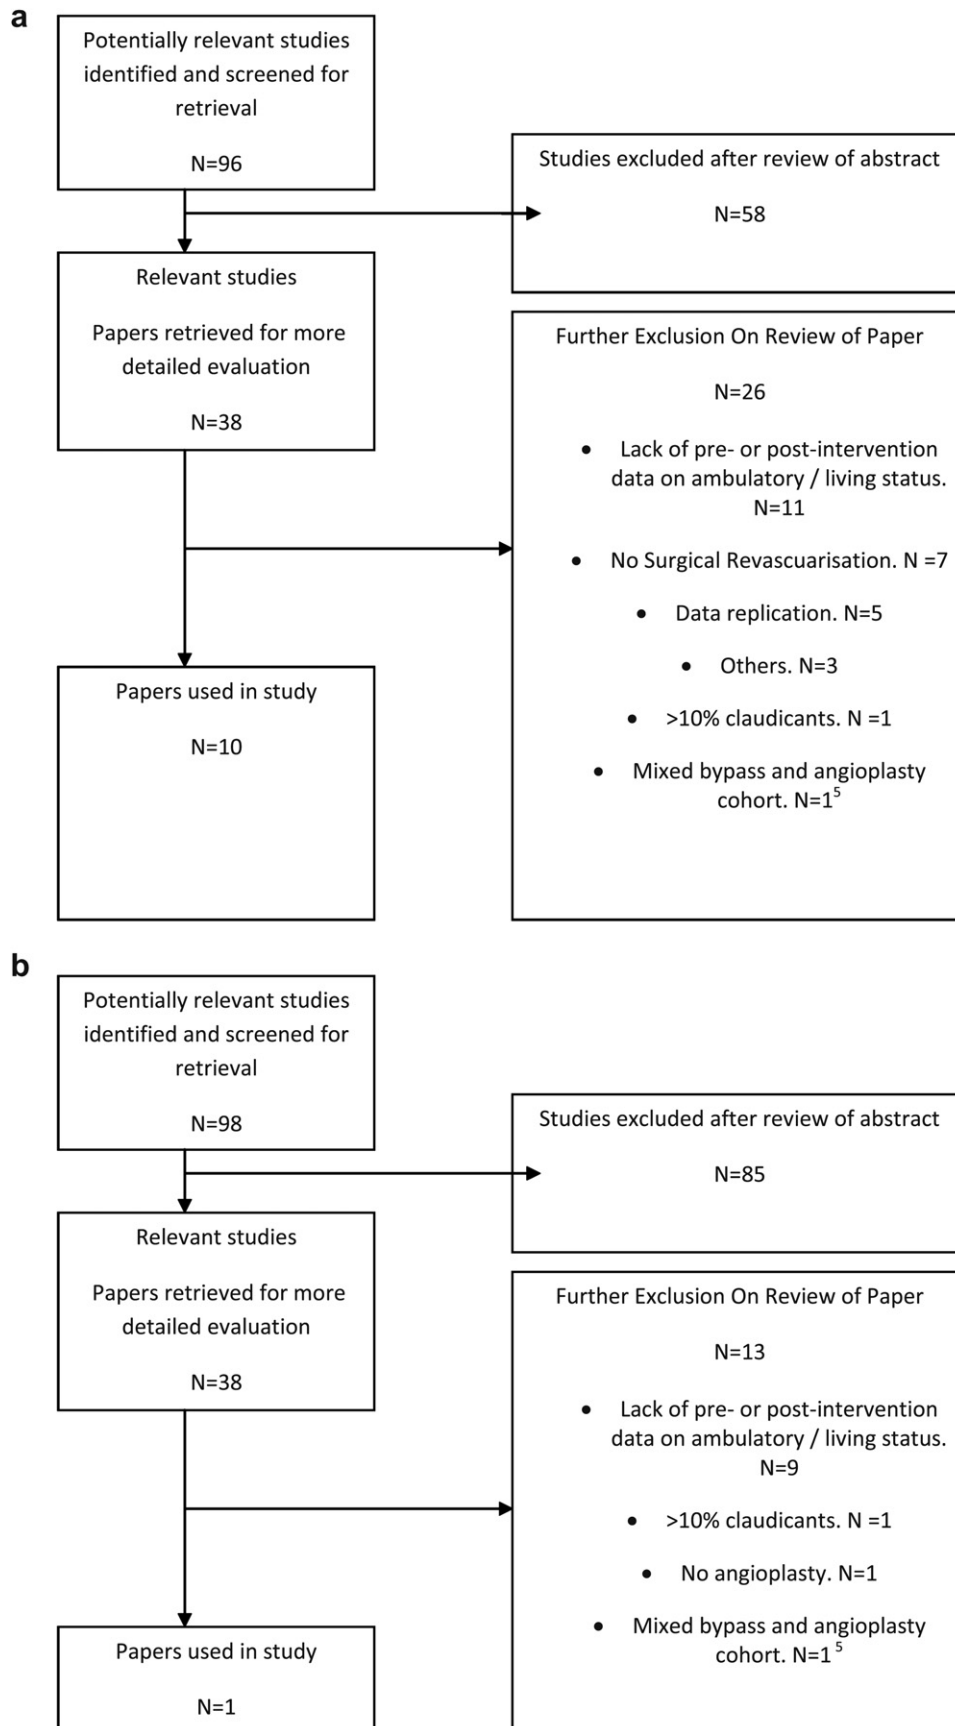 a
Potentially relevant studies
identified and screened for
retrieval
N=96
Studies excluded after review of abstract
N=58
Relevant studies
Papers retrieved for more
detailed evaluation
N=38
Further Exclusion On Review of Paper
N=26
• Lack of pre- or post-intervention
data on ambulatory / living status.
N=11
• No Surgical Revascuarisation. N =7
• Data replication. N=5
• Others. N=3
• >10% claudicants. N =1
• Mixed bypass and angioplasty
cohort. N=1⁵
Papers used in study
N=10
b
Potentially relevant studies
identified and screened for
retrieval
N=98
Studies excluded after review of abstract
N=85
Relevant studies
Papers retrieved for more
detailed evaluation
N=38
Further Exclusion On Review of Paper
N=13
• Lack of pre- or post-intervention
data on ambulatory / living status.
N=9
• >10% claudicants. N =1
• No angioplasty. N=1
• Mixed bypass and angioplasty
cohort. N=1⁵
Papers used in study
N=1